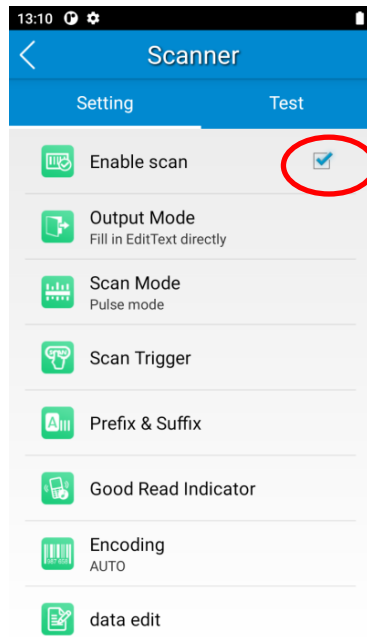 13:10
Scanner
Setting Test
Enable scan
Output Mode
Fill in EditText directly
Scan Mode
Pulse mode
Scan Trigger
Prefix & Suffix
Good Read Indicator
Encoding
AUTO
data edit